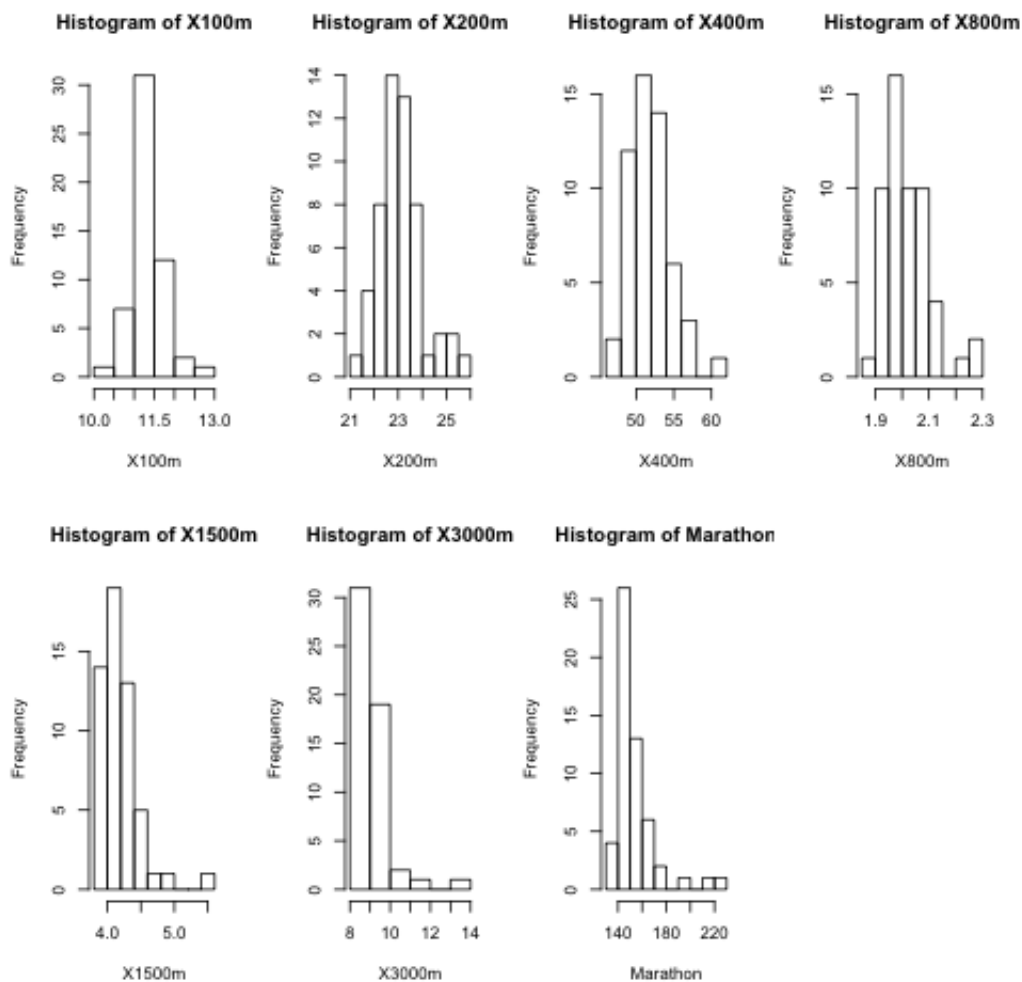 Histogram of X100m
Frequency
0 5 10 15 20 25 30
10.0 11.5 13.0
X100m
Histogram of X200m
Frequency
0 2 4 6 8 10 12 14
21 23 25
X200m
Histogram of X400m
Frequency
0 5 10 15
50 55 60
X400m
Histogram of X800m
Frequency
0 5 10 15
1.9 2.1 2.3
X800m
Histogram of X1500m
Frequency
0 5 10 15
4.0 5.0
X1500m
Histogram of X3000m
Frequency
0 5 10 15 20 25 30
8 10 12 14
X3000m
Histogram of Marathon
Frequency
0 5 10 15 20 25
140 180 220
Marathon